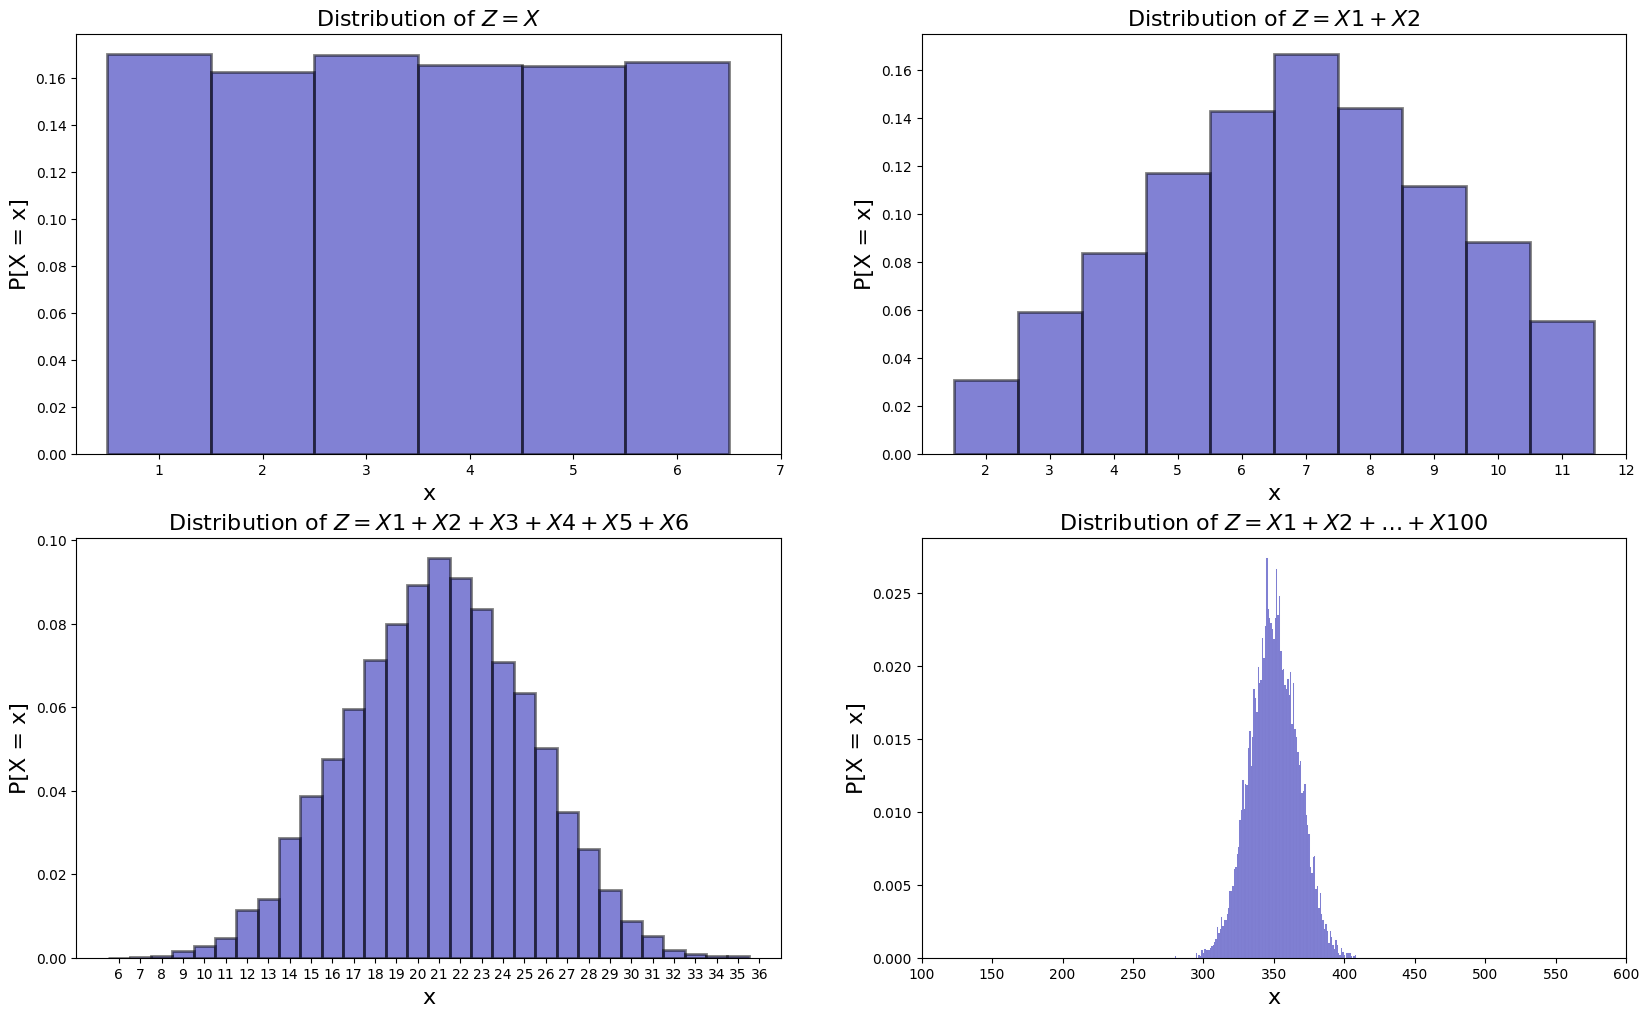 Distribution of Z = X
P[X = x]
0.16
0.14
0.12
0.10
0.08
0.06
0.04
0.02
0.00
1 2 3 4 5 6 7
x
Distribution of Z = X1 + X2
P[X = x]
0.16
0.14
0.12
0.10
0.08
0.06
0.04
0.02
0.00
2 3 4 5 6 7 8 9 10 11 12
x
Distribution of Z = X1 + X2 + X3 + X4 + X5 + X6
P[X = x]
0.10
0.08
0.06
0.04
0.02
0.00
6 7 8 9 10 11 12 13 14 15 16 17 18 19 20 21 22 23 24 25 26 27 28 29 30 31 32 33 34 35 36
x
Distribution of Z = X1 + X2 + ... + X100
P[X = x]
0.025
0.020
0.015
0.010
0.005
0.000
100 150 200 250 300 350 400 450 500 550 600
x